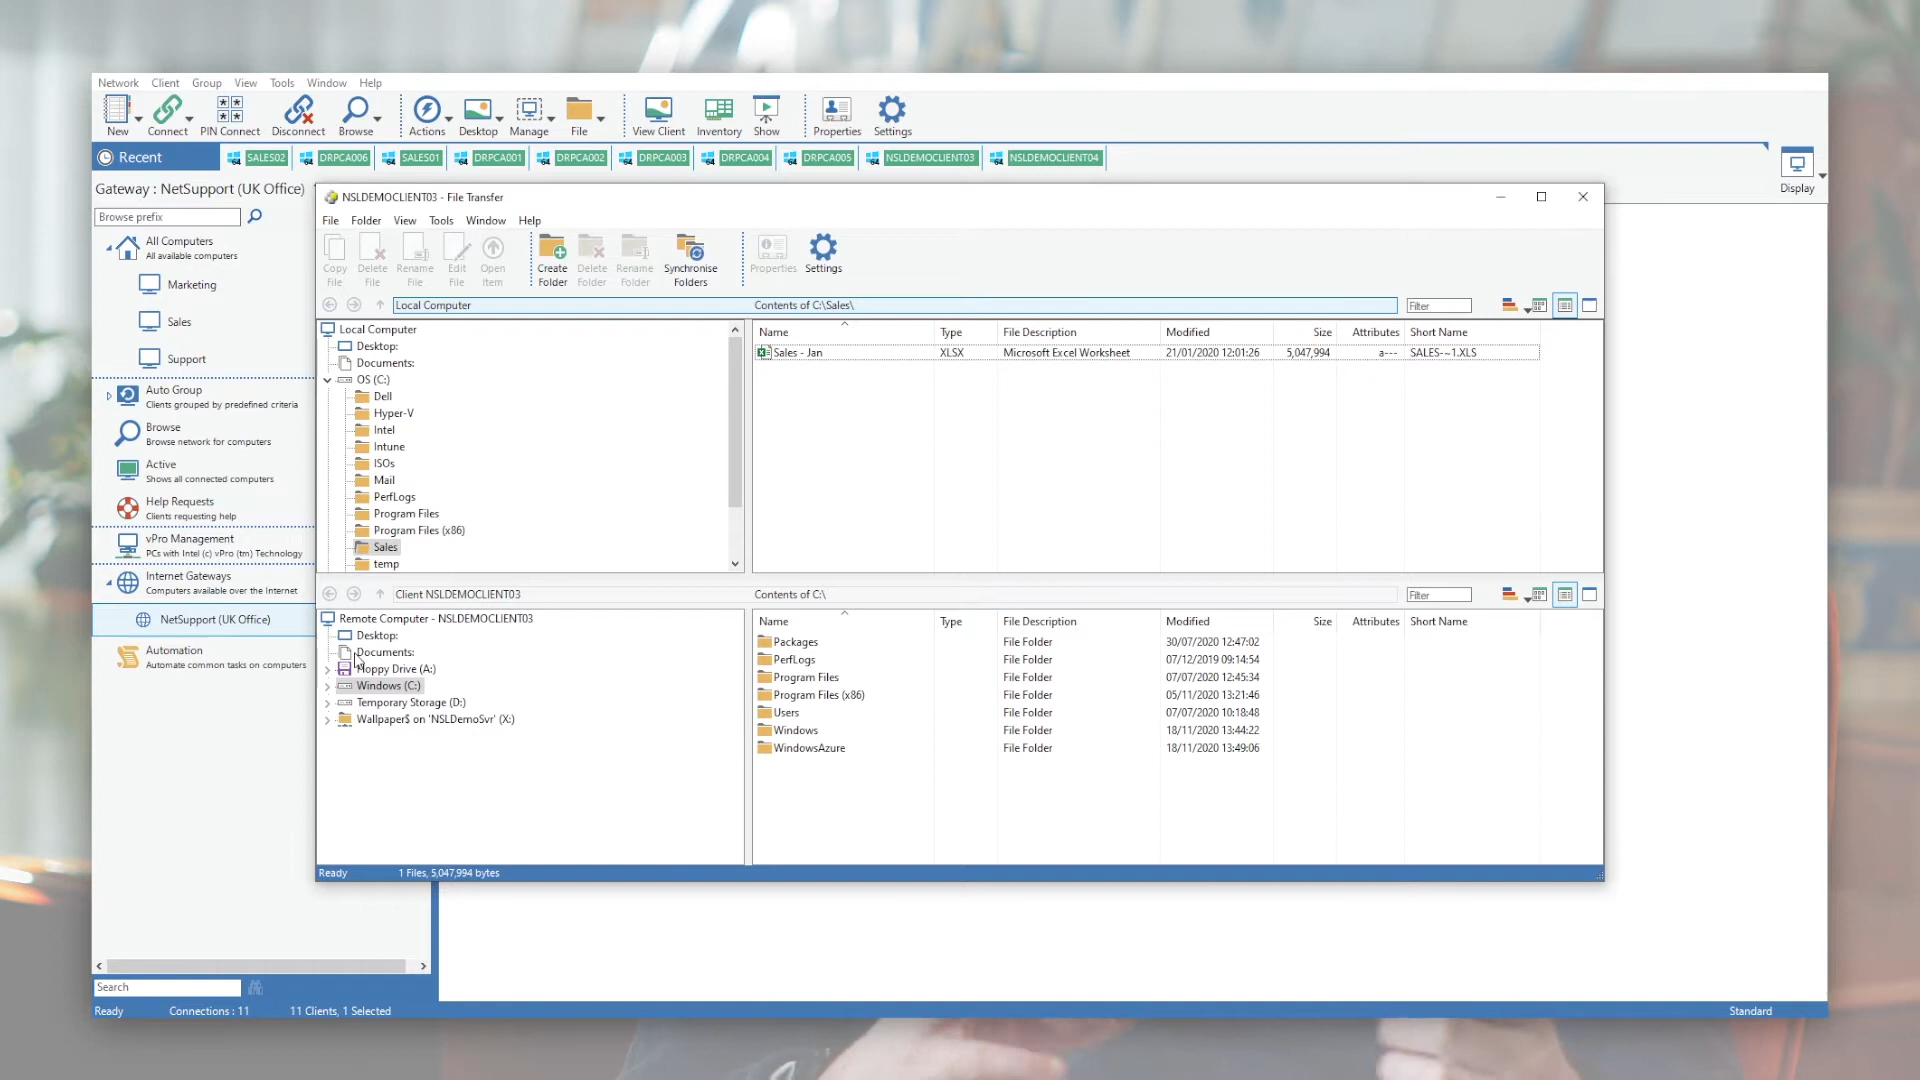 Network Client Group View Tools Window Help
New Connect PIN Connect Disconnect Browse Actions Desktop Manage File View Client Inventory Show Properties Settings
Recent SALES02 DRPCA006 SALES01 DRPCA001 DRPCA002 DRPCA003 DRPCA004 DRPCA005 NSLDEMOCLIENT03 NSLDEMOCLIENT04
Display
Gateway : NetSupport (UK Office)
Browse prefix
All Computers
All available computers
Marketing
Sales
Support
Auto Group
Clients grouped by predefined criteria
Browse
Browse network for computers
Active
Shows all connected computers
Help Requests
Clients requesting help
vPro Management
PCs with Intel (c) vPro (tm) Technology
Internet Gateways
Computers available over the Internet
NetSupport (UK Office)
Automation
Automate common tasks on computers
NSLDEMOCLIENT03 - File Transfer
File Folder View Tools Window Help
Copy File Delete File Rename File Edit File Open Item Create Folder Delete Folder Rename Folder Synchronise Folders Properties Settings
Local Computer Contents of C:\Sales\ Filter
Local Computer
Desktop:
Documents:
OS (C:)
Dell
Hyper-V
Intel
Intune
ISOs
Mail
PerfLogs
Program Files
Program Files (x86)
Sales
temp
Name Type File Description Modified Size Attributes Short Name
Sales - Jan XLSX Microsoft Excel Worksheet 21/01/2020 12:01:26 5,047,994 a--- SALES-~1.XLS
Client NSLDEMOCLIENT03 Contents of C:\ Filter
Remote Computer - NSLDEMOCLIENT03
Desktop:
Documents:
Floppy Drive (A:)
Windows (C:)
Temporary Storage (D:)
Wallpaper$ on 'NSLDemoSvr' (X:)
Name Type File Description Modified Size Attributes Short Name
Packages File Folder 30/07/2020 12:47:02
PerfLogs File Folder 07/12/2019 09:14:54
Program Files File Folder 07/07/2020 12:45:34
Program Files (x86) File Folder 05/11/2020 13:21:46
Users File Folder 07/07/2020 10:18:48
Windows File Folder 18/11/2020 13:44:22
WindowsAzure File Folder 18/11/2020 13:49:06
Ready 1 Files, 5,047,994 bytes
Search
Ready Connections : 11 11 Clients, 1 Selected Standard